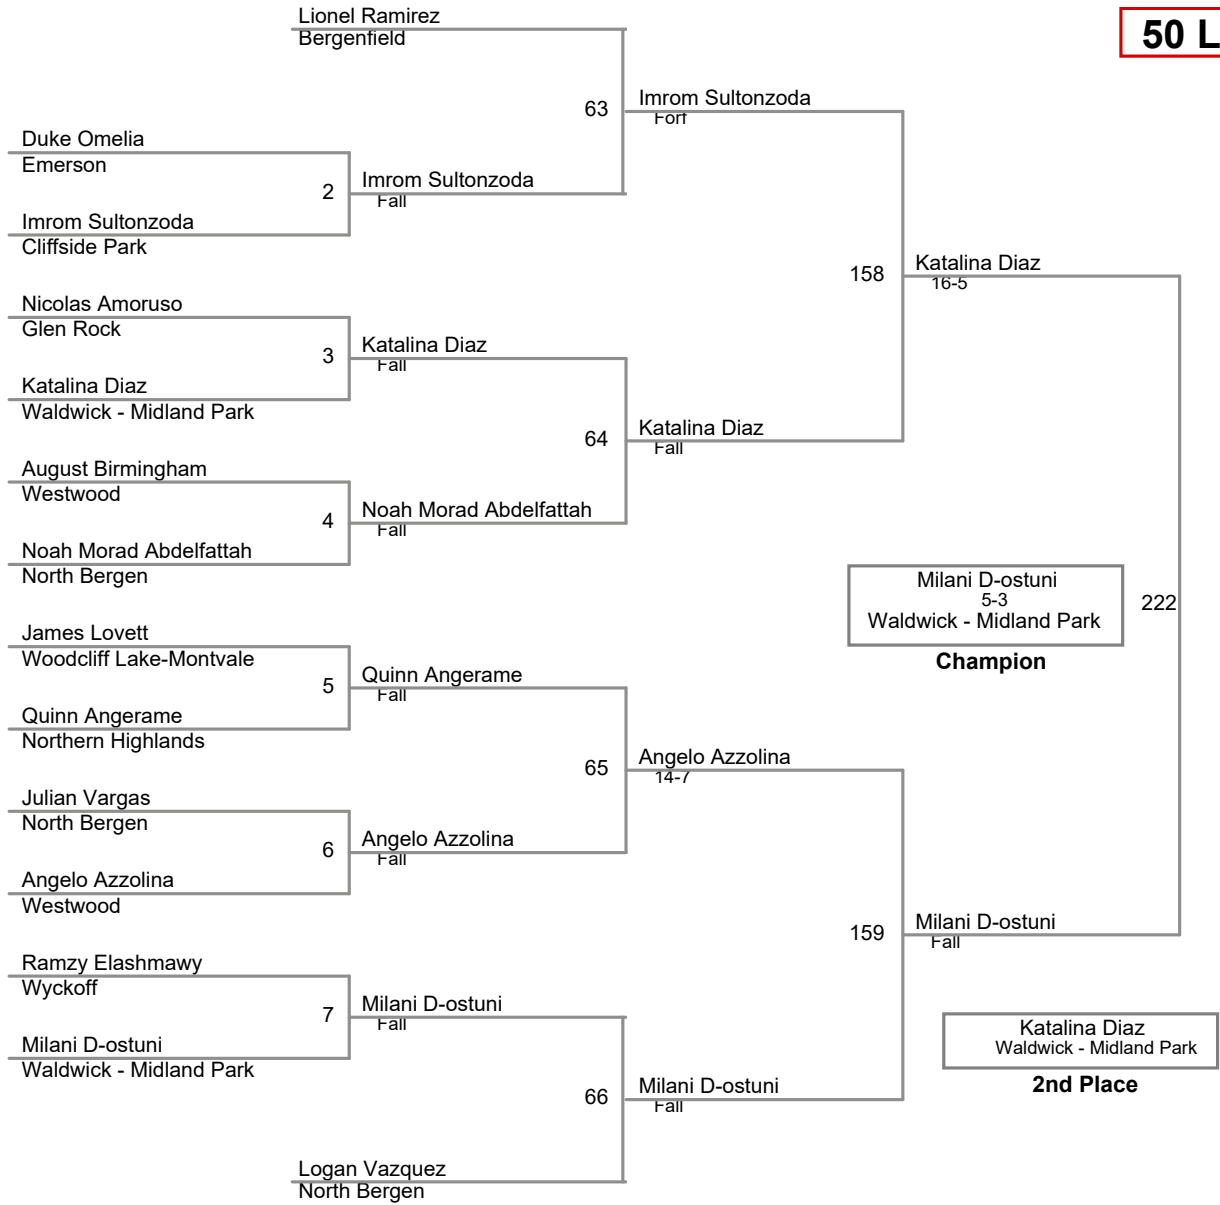 Lionel Ramirez
Bergenfield
50 L
63
Imrom Sultonzoda
Forf
Duke Omelia
Emerson
2
Imrom Sultonzoda
Fall
Imrom Sultonzoda
Cliffside Park
158
Katalina Diaz
16-5
Nicolas Amoruso
Glen Rock
3
Katalina Diaz
Fall
Katalina Diaz
Waldwick - Midland Park
64
Katalina Diaz
Fall
August Birmingham
Westwood
4
Noah Morad Abdelfattah
Fall
Noah Morad Abdelfattah
North Bergen
Milani D-ostuni
5-3
Waldwick - Midland Park
222
Champion
James Lovett
Woodcliff Lake-Montvale
5
Quinn Angerame
Fall
Quinn Angerame
Northern Highlands
65
Angelo Azzolina
14-7
Julian Vargas
North Bergen
6
Angelo Azzolina
Fall
Angelo Azzolina
Westwood
159
Milani D-ostuni
Fall
Ramzy Elashmawy
Wyckoff
7
Milani D-ostuni
Fall
Milani D-ostuni
Waldwick - Midland Park
Katalina Diaz
Waldwick - Midland Park
2nd Place
66
Milani D-ostuni
Fall
Logan Vazquez
North Bergen